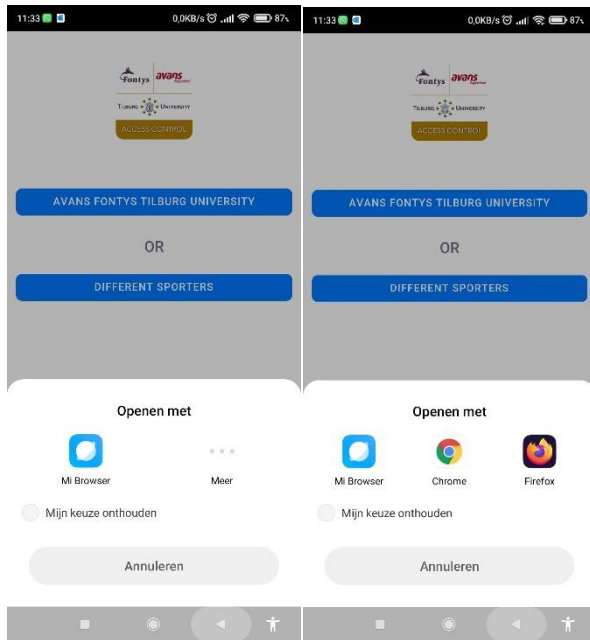 11:33 0,0KB/s 87%
Fontys avans
TILBURG UNIVERSITY
ACCESS CONTROL
AVANS FONTYS TILBURG UNIVERSITY
OR
DIFFERENT SPORTERS
Openen met
Mi Browser Meer
Mijn keuze onthouden
Annuleren
11:33 0,0KB/s 87%
Fontys avans
TILBURG UNIVERSITY
ACCESS CONTROL
AVANS FONTYS TILBURG UNIVERSITY
OR
DIFFERENT SPORTERS
Openen met
Mi Browser Chrome Firefox
Mijn keuze onthouden
Annuleren